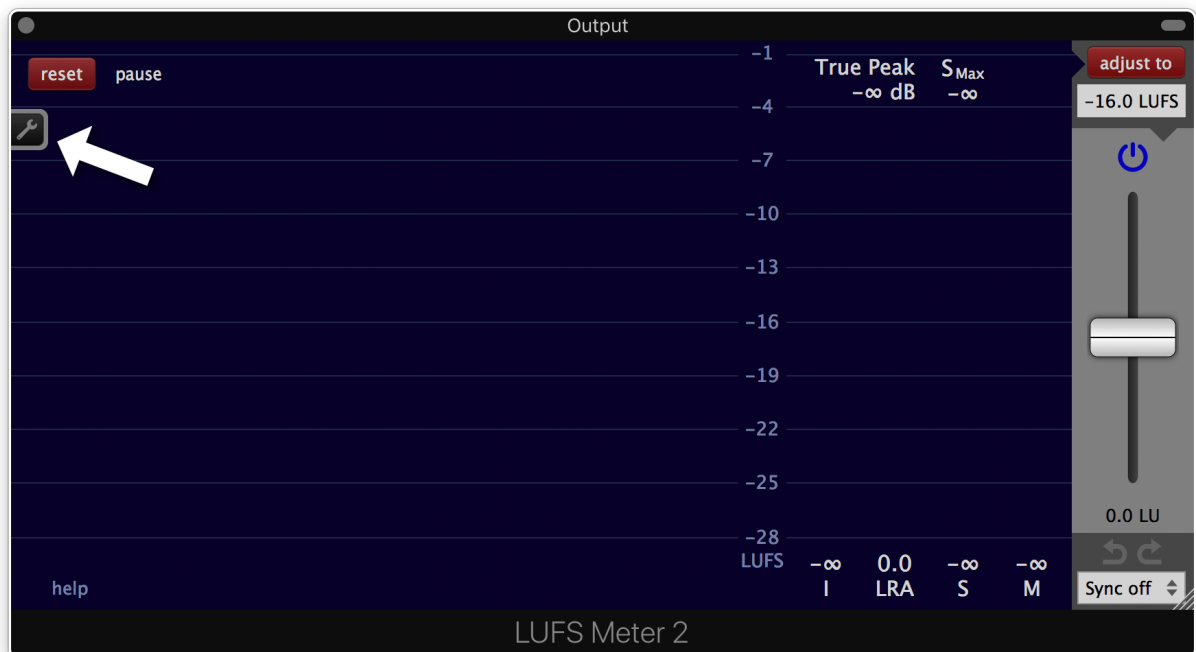 Output
reset pause
True Peak SMax
−∞ dB −∞
adjust to
−16.0 LUFS
−1
−4
−7
−10
−13
−16
−19
−22
−25
−28
LUFS
−∞ 0.0 −∞ −∞
I LRA S M
help
0.0 LU
Sync off
LUFS Meter 2